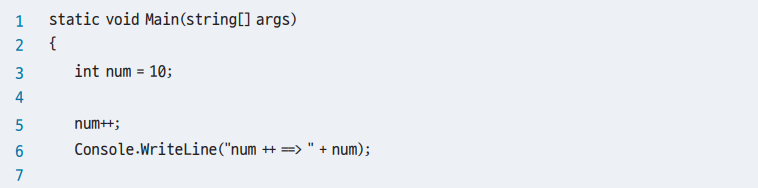 1 static void Main(string[] args)
2 {
3 int num = 10;
4
5 num++;
6 Console.WriteLine("num ++ ==> " + num);
7